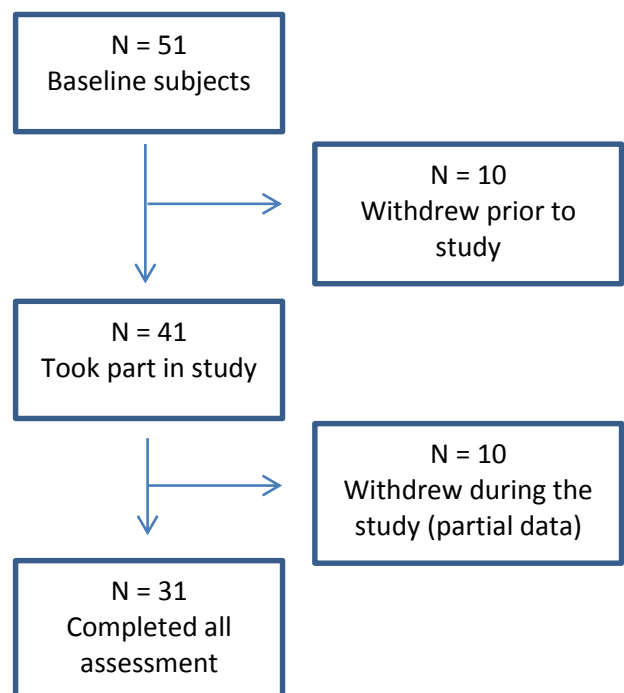 N = 51
Baseline subjects
N = 10
Withdrew prior to
study
N = 41
Took part in study
N = 10
Withdrew during the
study (partial data)
N = 31
Completed all
assessment